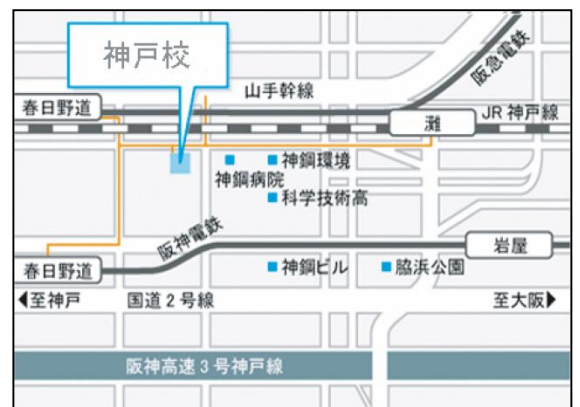 神戸校
阪急電鉄
山手幹線
春日野道
灘
JR 神戸線
神鋼環境
神鋼病院
科学技術高
阪神電鉄
岩屋
春日野道
神鋼ビル
脇浜公園
◀至神戸
国道2号線
至大阪▶
阪神高速3号神戸線